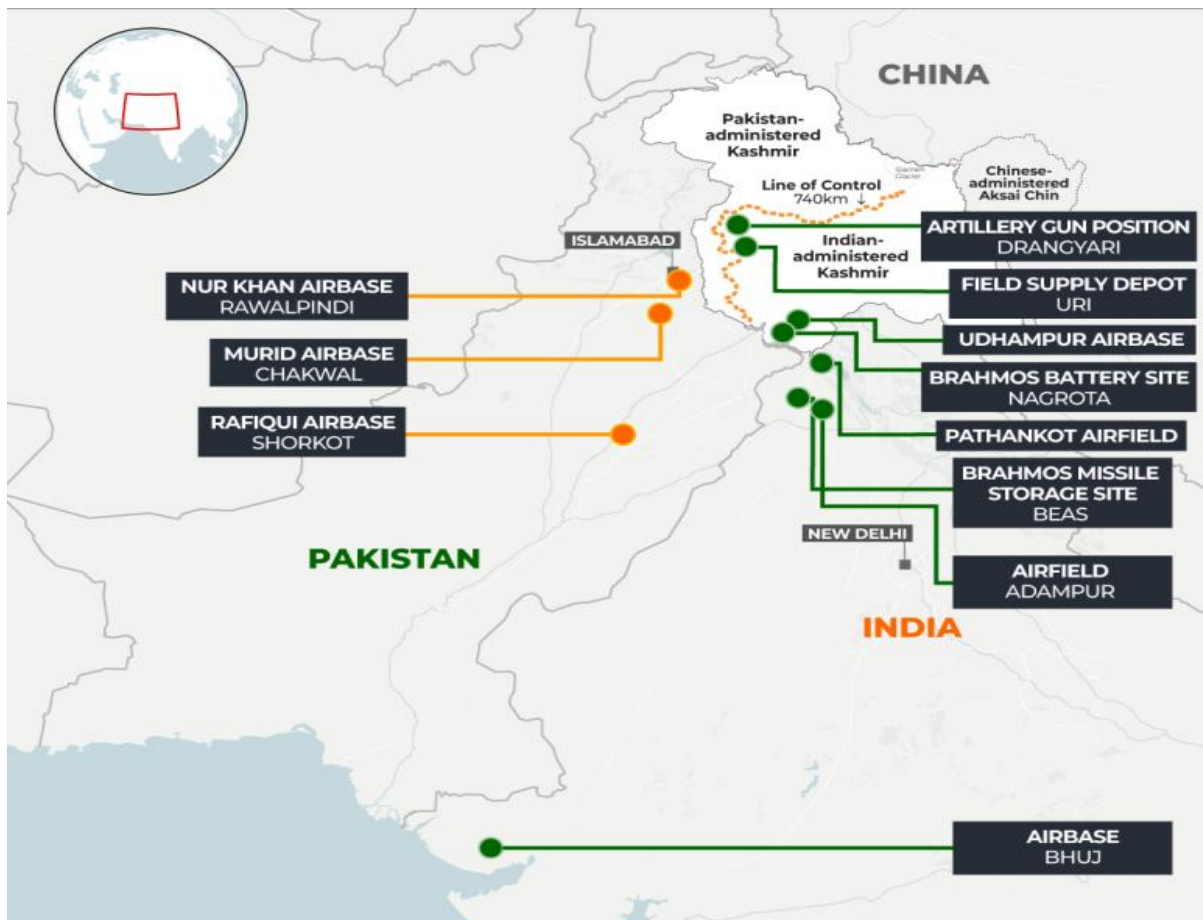 CHINA
Pakistan-
administered
Kashmir
Siachen
Glacier
Chinese-
administered
Aksai Chin
Line of Control
740km ↓
ISLAMABAD
Indian-
administered
Kashmir
ARTILLERY GUN POSITION
DRANGYARI
NUR KHAN AIRBASE
RAWALPINDI
FIELD SUPPLY DEPOT
URI
MURID AIRBASE
CHAKWAL
UDHAMPUR AIRBASE
BRAHMOS BATTERY SITE
NAGROTA
RAFIQUI AIRBASE
SHORKOT
PATHANKOT AIRFIELD
BRAHMOS MISSILE
STORAGE SITE
BEAS
NEW DELHI
PAKISTAN
AIRFIELD
ADAMPUR
INDIA
AIRBASE
BHUJ